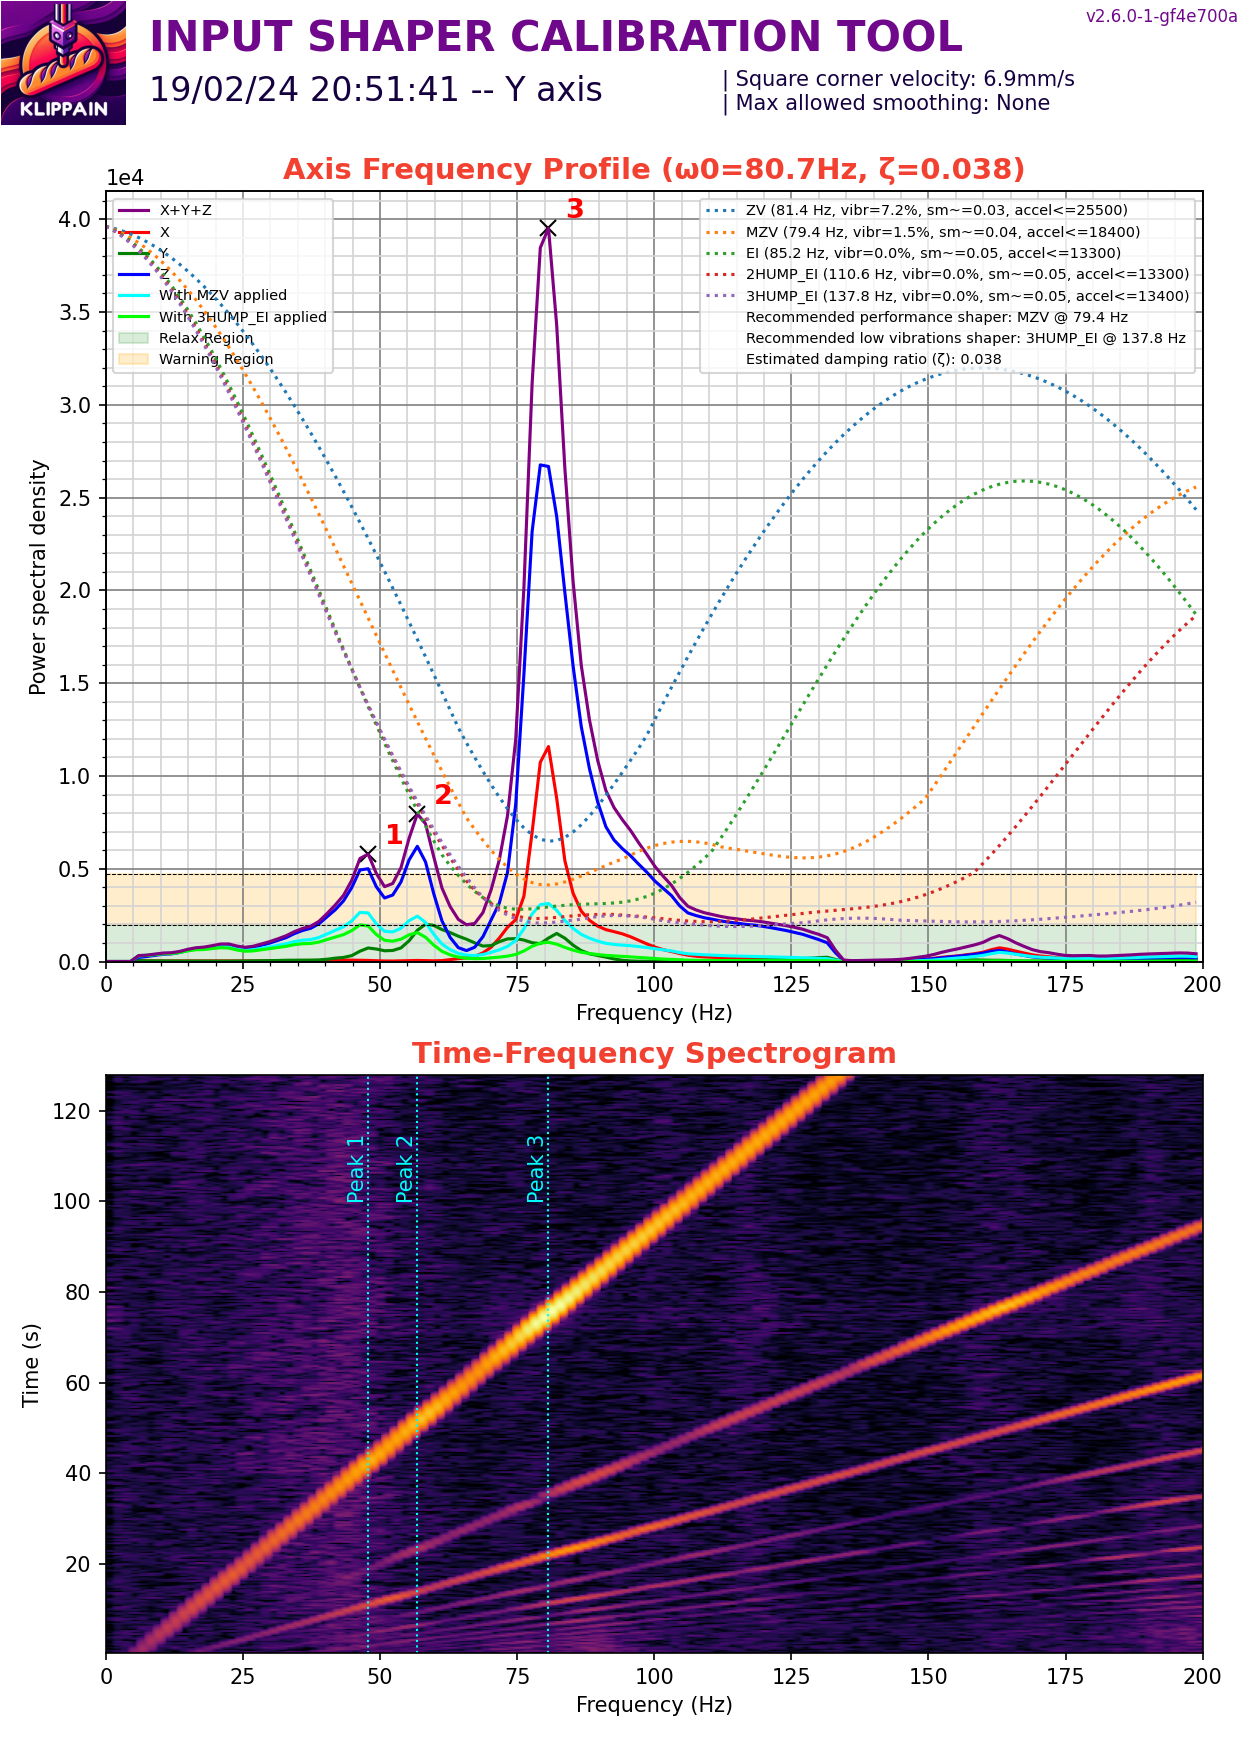 v2.6.0-1-gf4e700a
INPUT SHAPER CALIBRATION TOOL
19/02/24 20:51:41 -- Y axis
| Square corner velocity: 6.9mm/s
| Max allowed smoothing: None
KLIPPAIN
Axis Frequency Profile (ω0=80.7Hz, ζ=0.038)
1e4
X+Y+Z
X
Y
Z
With MZV applied
With 3HUMP_EI applied
Relax Region
Warning Region
ZV (81.4 Hz, vibr=7.2%, sm~=0.03, accel<=25500)
MZV (79.4 Hz, vibr=1.5%, sm~=0.04, accel<=18400)
EI (85.2 Hz, vibr=0.0%, sm~=0.05, accel<=13300)
2HUMP_EI (110.6 Hz, vibr=0.0%, sm~=0.05, accel<=13300)
3HUMP_EI (137.8 Hz, vibr=0.0%, sm~=0.05, accel<=13400)
Recommended performance shaper: MZV @ 79.4 Hz
Recommended low vibrations shaper: 3HUMP_EI @ 137.8 Hz
Estimated damping ratio (ζ): 0.038
3
2
1
4.0
3.5
3.0
2.5
2.0
1.5
1.0
0.5
0.0
Power spectral density
0 25 50 75 100 125 150 175 200
Frequency (Hz)
Time-Frequency Spectrogram
Peak 1
Peak 2
Peak 3
120
100
80
60
40
20
Time (s)
0 25 50 75 100 125 150 175 200
Frequency (Hz)